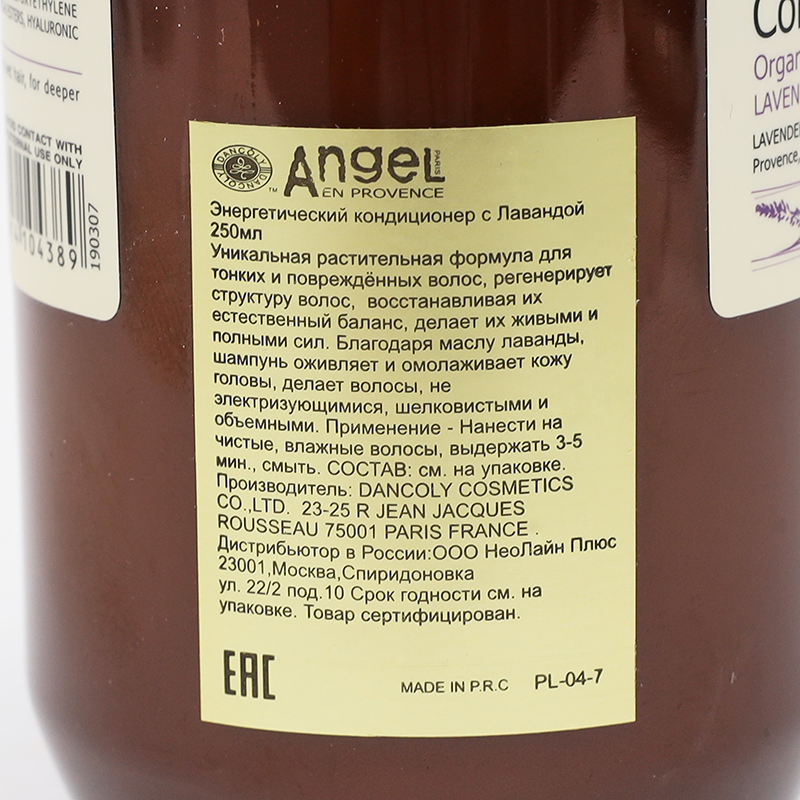 OXYETHYLENE
ESTERS, HYALURONIC
hair, for deeper
CONTACT WITH
USE ONLY
104389
190307
DANCOLY
DANCOLY
™
Angel
PARIS
EN PROVENCE
Энергетический кондиционер с Лавандой
250мл
Уникальная растительная формула для
тонких и повреждённых волос, регенерирует
структуру волос, восстанавливая их
естественный баланс, делает их живыми и
полными сил. Благодаря маслу лаванды,
шампунь оживляет и омолаживает кожу
головы, делает волосы, не
электризующимися, шелковистыми и
объемными. Применение - Нанести на
чистые, влажные волосы, выдержать 3-5
мин., смыть. СОСТАВ: см. на упаковке.
Производитель: DANCOLY COSMETICS
CO.,LTD. 23-25 R JEAN JACQUES
ROUSSEAU 75001 PARIS FRANCE .
Дистрибьютор в России:ООО НеоЛайн Плюс
23001,Москва,Спиридоновка
ул. 22/2 под.10 Срок годности см. на
упаковке. Товар сертифицирован.
EAC
MADE IN P.R.C PL-04-7
Co
Organ
LAVEN
LAVENDE
Provence,